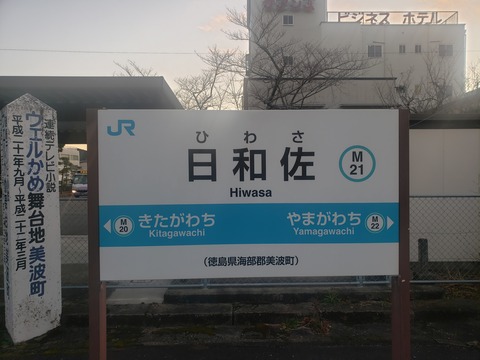 ビジネス ホテル
連続テレビ小説
ウェルかめ舞台地 美波町
平成二十一年九月～平成二十二年三月
JR
ひわさ
日和佐
M
21
Hiwasa
M
20
きたがわち
Kitagawachi
やまがわち
Yamagawachi
M
22
(徳島県海部郡美波町)